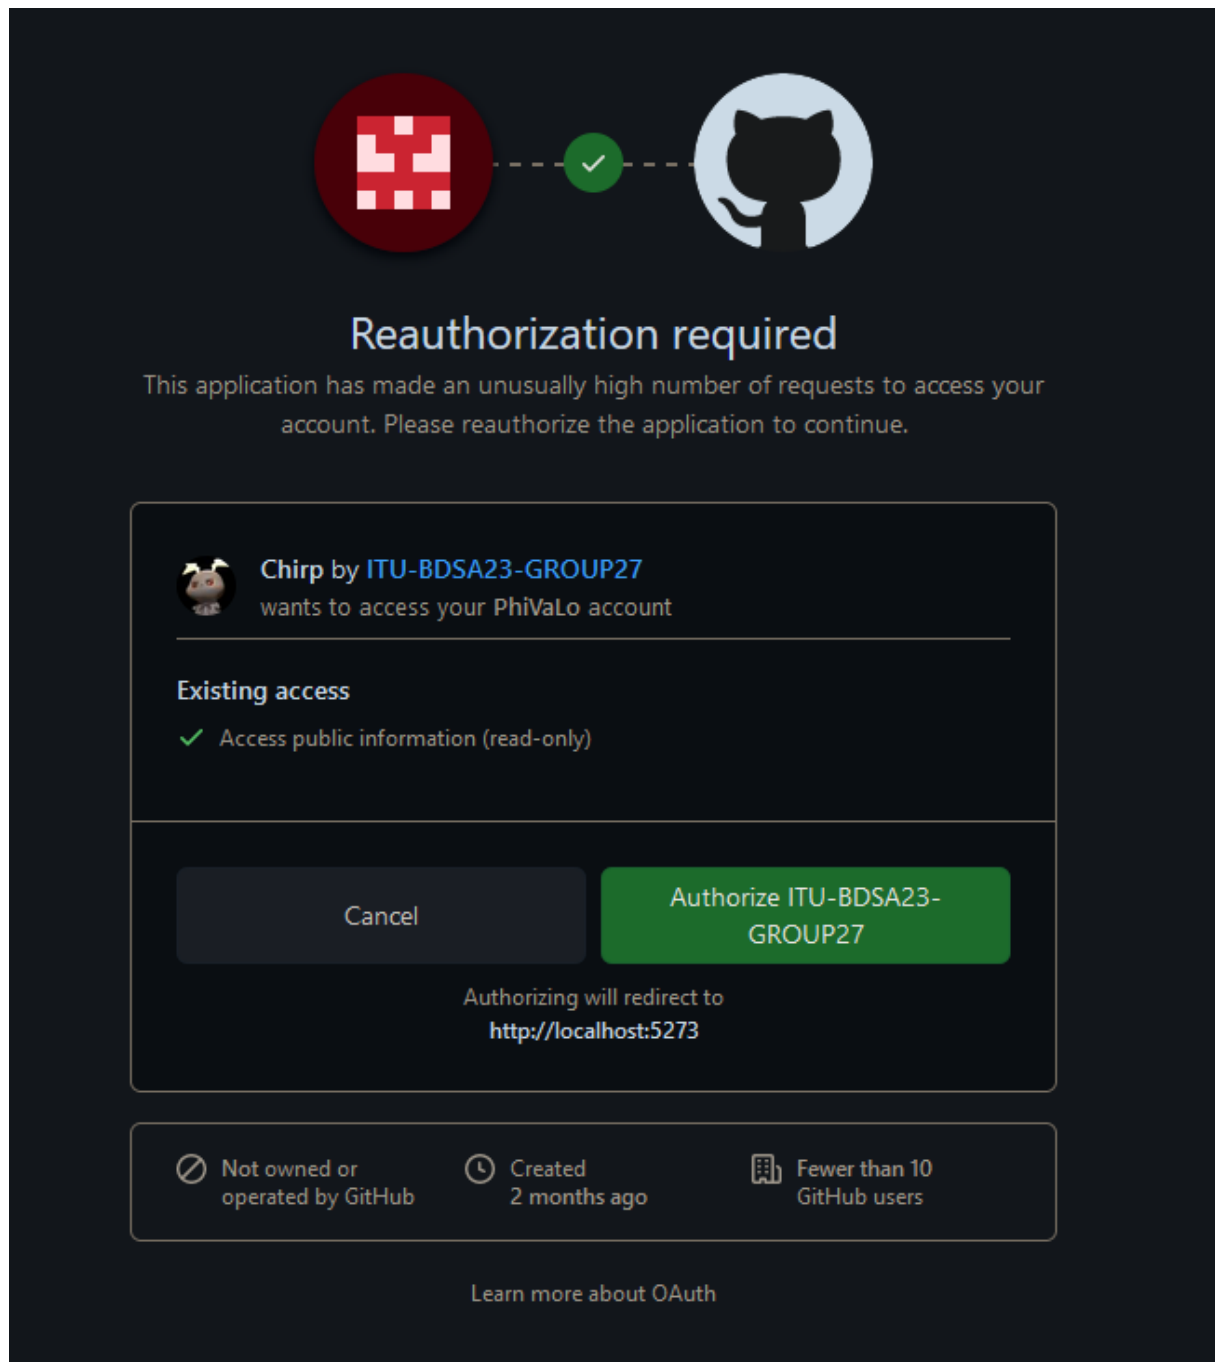 Reauthorization required
This application has made an unusually high number of requests to access your
account. Please reauthorize the application to continue.
Chirp by ITU-BDSA23-GROUP27
wants to access your PhiVaLo account
Existing access
Access public information (read-only)
Cancel
Authorize ITU-BDSA23-
GROUP27
Authorizing will redirect to
http://localhost:5273
Not owned or
operated by GitHub
Created
2 months ago
Fewer than 10
GitHub users
Learn more about OAuth